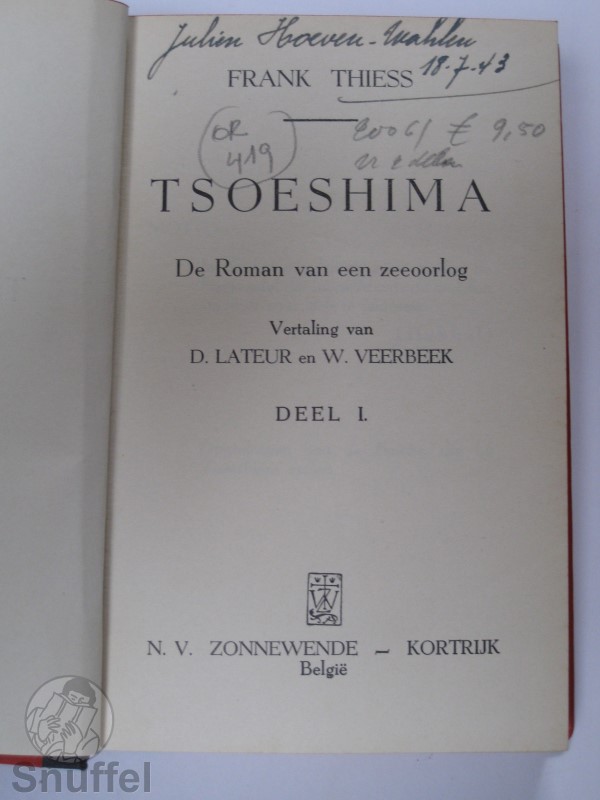 Julien Hoeven-Wahlen
18-7-43
FRANK THIESS
OR
419
€ 9,50
TSOESHIMA
De Roman van een zeeoorlog
Vertaling van
D. LATEUR en W. VEERBEEK
DEEL I.
N. V. ZONNEWENDE — KORTRIJK
België
Snuffel